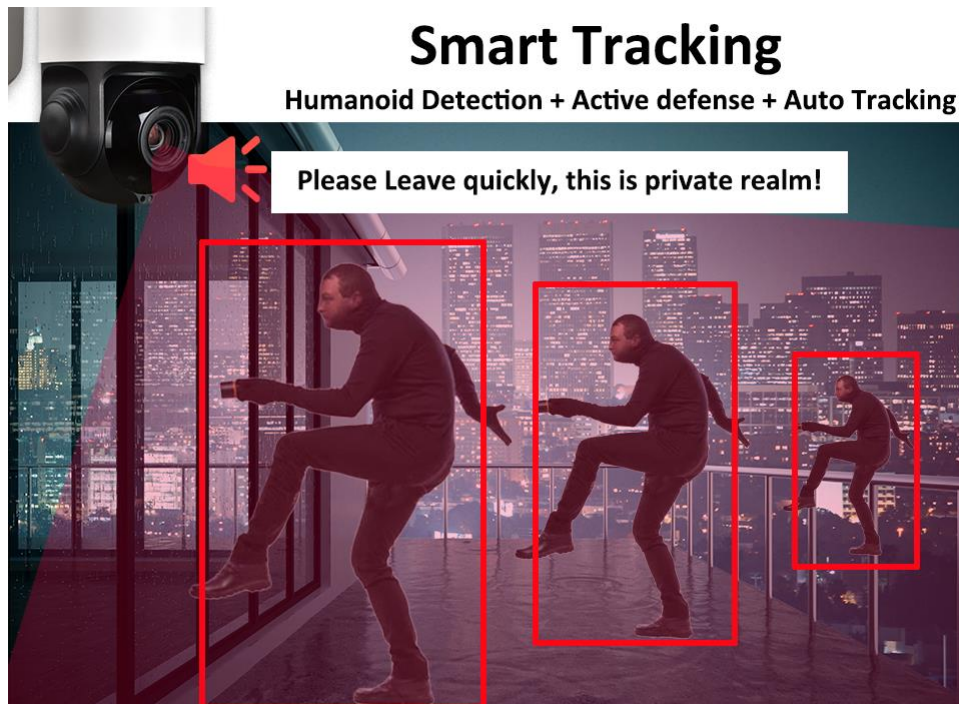 Smart Tracking
Humanoid Detection + Active defense + Auto Tracking
Please Leave quickly, this is private realm!